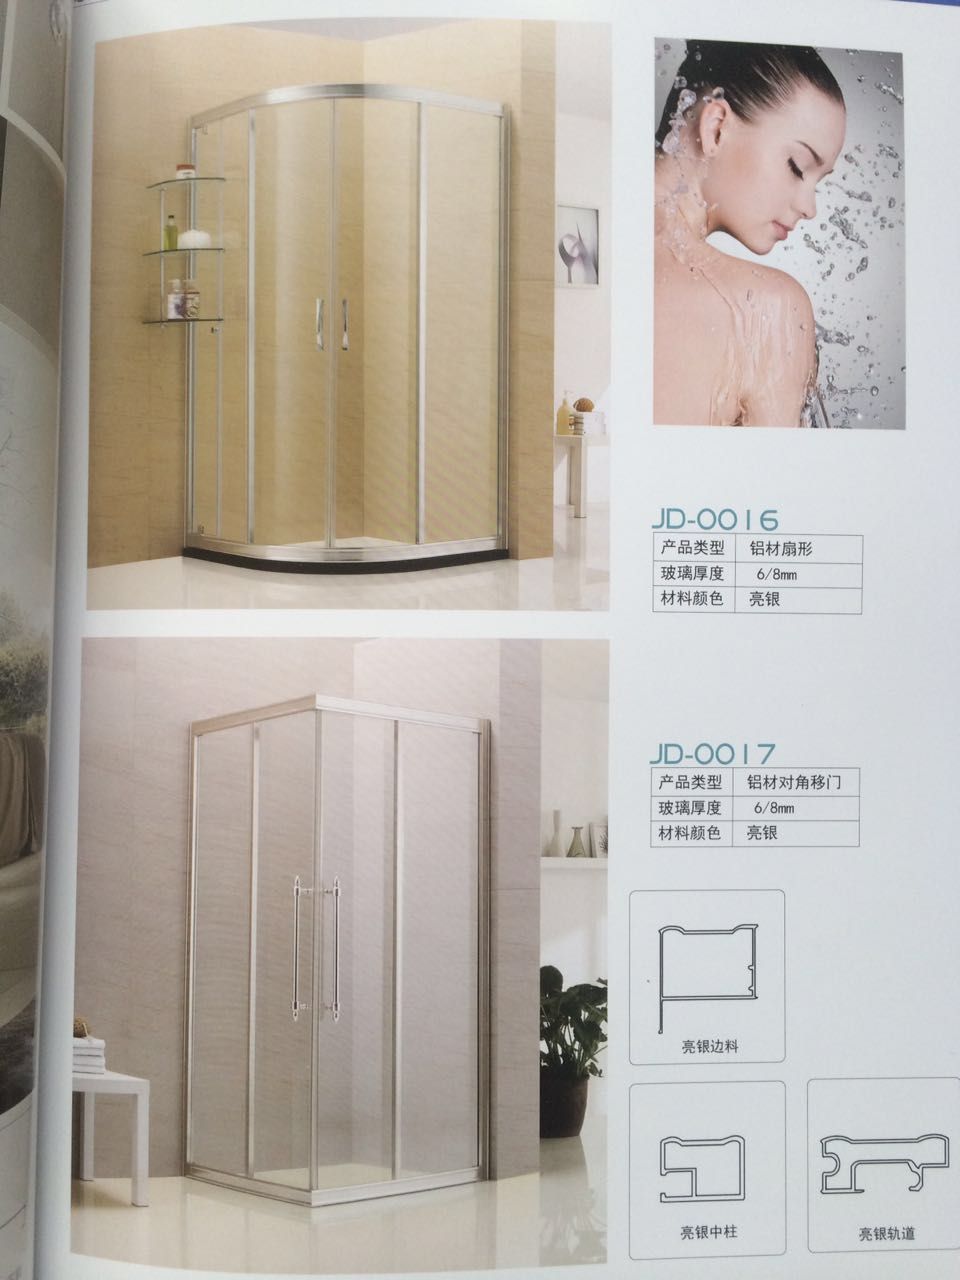 JD-0016
产品类型 铝材扇形
玻璃厚度 6/8mm
材料颜色 亮银
JD-0017
产品类型 铝材对角移门
玻璃厚度 6/8mm
材料颜色 亮银
亮银边料
亮银中柱
亮银轨道